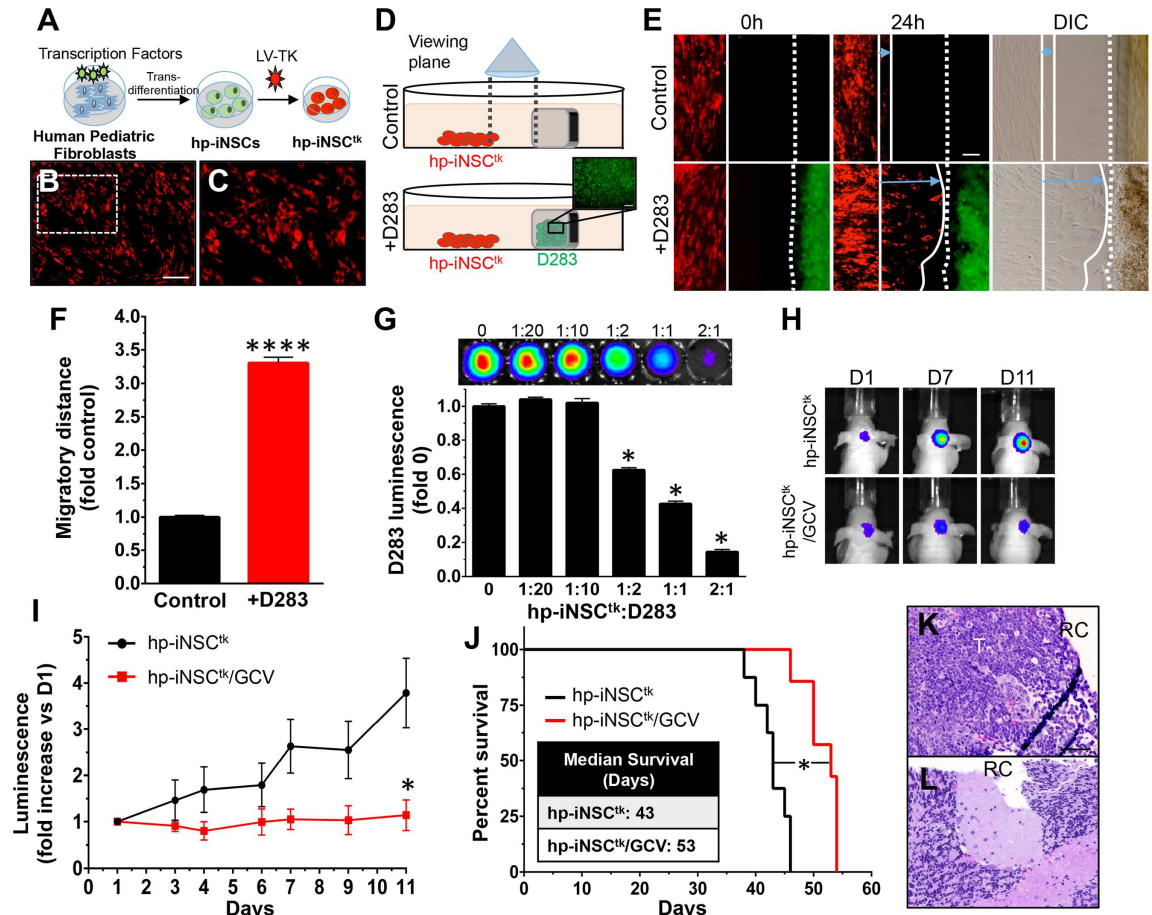 A
Transcription Factors
Trans-
differentiation
LV-TK
Human Pediatric
Fibroblasts
hp-iNSCs
hp-iNSCtk
B
C
D
Viewing
plane
Control
hp-iNSCtk
+D283
hp-iNSCtk
D283
E
0h
24h
DIC
Control
+D283
F
Migratory distance
(fold control)
4.0
3.5
3.0
2.5
2.0
1.5
1.0
0.5
0.0
****
Control
+D283
G
0 1:20 1:10 1:2 1:1 2:1
D283 luminescence
(fold 0)
1.0
0.8
0.6
0.4
0.2
0.0
* * *
0 1:20 1:10 1:2 1:1 2:1
hp-iNSCtk:D283
H
D1 D7 D11
hp-iNSCtk
hp-iNSCtk
/GCV
I
hp-iNSCtk
hp-iNSCtk/GCV
Luminescence
(fold increase vs D1)
5
4
3
2
1
0
*
0 1 2 3 4 5 6 7 8 9 10 11
Days
J
Percent survival
100
75
50
25
0
hp-iNSCtk
hp-iNSCtk/GCV
*
Median Survival
(Days)
hp-iNSCtk: 43
hp-iNSCtk/GCV: 53
0 10 20 30 40 50 60
Days
K
T
RC
L
RC